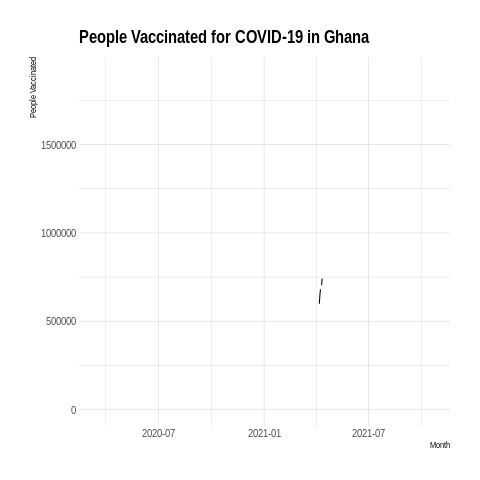 People Vaccinated for COVID-19 in Ghana
People Vaccinated
1500000
1000000
500000
0
2020-07 2021-01 2021-07
Month